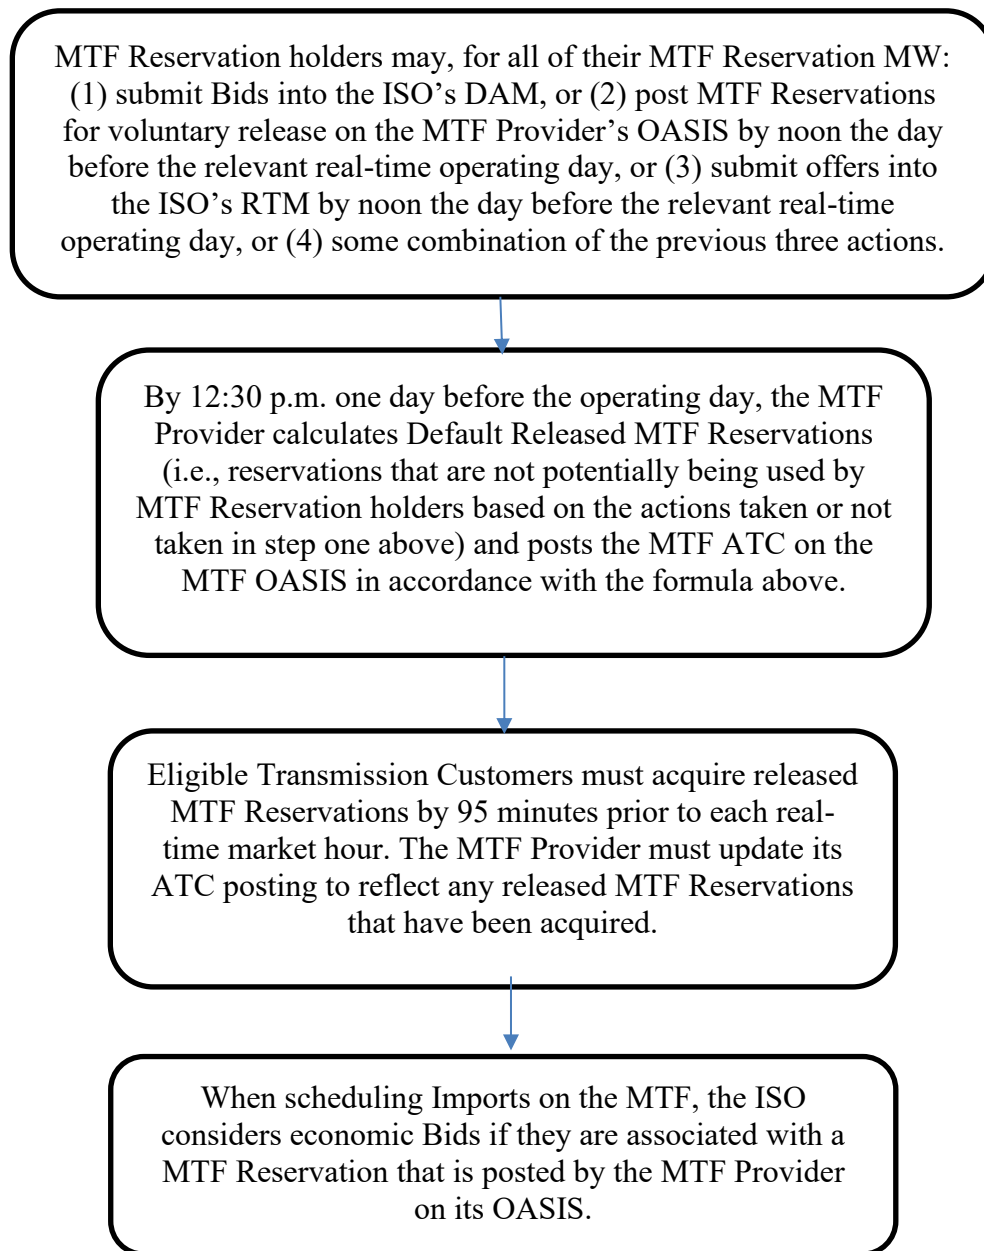 MTF Reservation holders may, for all of their MTF Reservation MW:
(1) submit Bids into the ISO’s DAM, or (2) post MTF Reservations
for voluntary release on the MTF Provider’s OASIS by noon the day
before the relevant real-time operating day, or (3) submit offers into
the ISO’s RTM by noon the day before the relevant real-time
operating day, or (4) some combination of the previous three actions.
By 12:30 p.m. one day before the operating day, the MTF
Provider calculates Default Released MTF Reservations
(i.e., reservations that are not potentially being used by
MTF Reservation holders based on the actions taken or not
taken in step one above) and posts the MTF ATC on the
MTF OASIS in accordance with the formula above.
Eligible Transmission Customers must acquire released
MTF Reservations by 95 minutes prior to each real-
time market hour. The MTF Provider must update its
ATC posting to reflect any released MTF Reservations
that have been acquired.
When scheduling Imports on the MTF, the ISO
considers economic Bids if they are associated with a
MTF Reservation that is posted by the MTF Provider
on its OASIS.